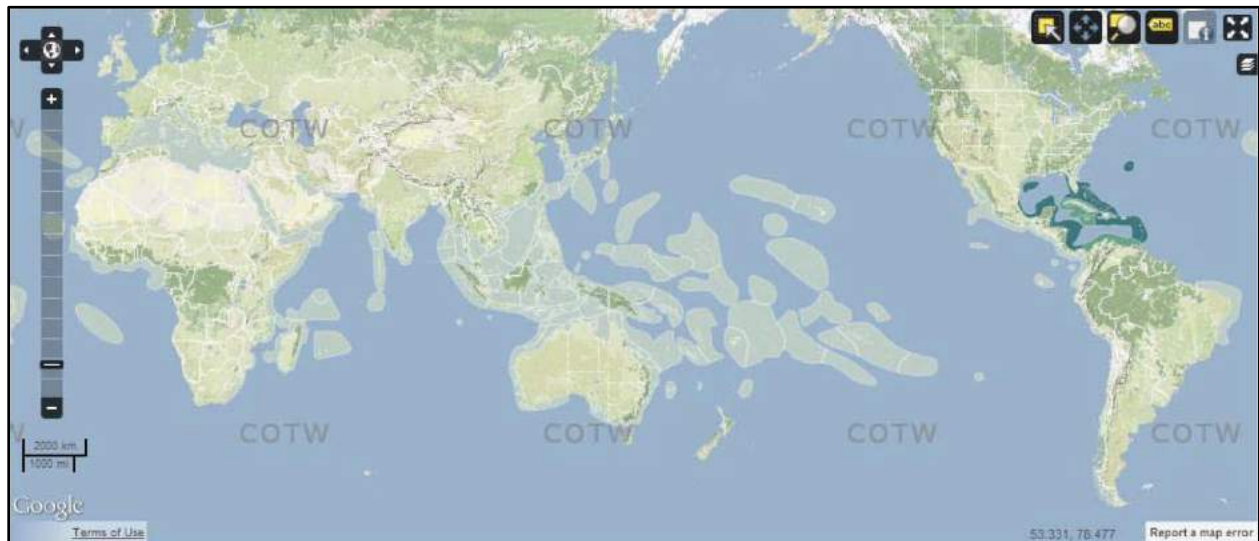 abc
COTW COTW COTW COTW
COTW COTW COTW COTW
2000 km
1000 mi
Google
Terms of Use
53.331, 78.477
Report a map error